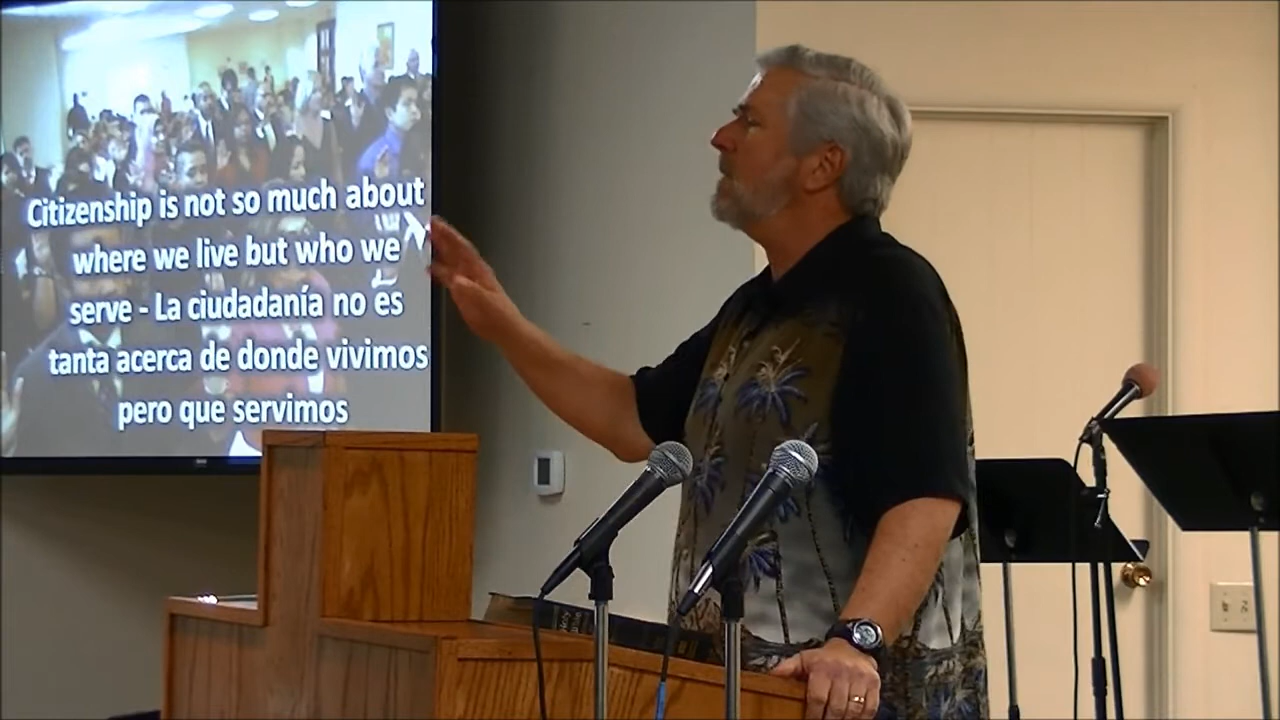 Citizenship is not so much about
where we live but who we
serve - La ciudadanía no es
tanta acerca de donde vivimos
pero que servimos